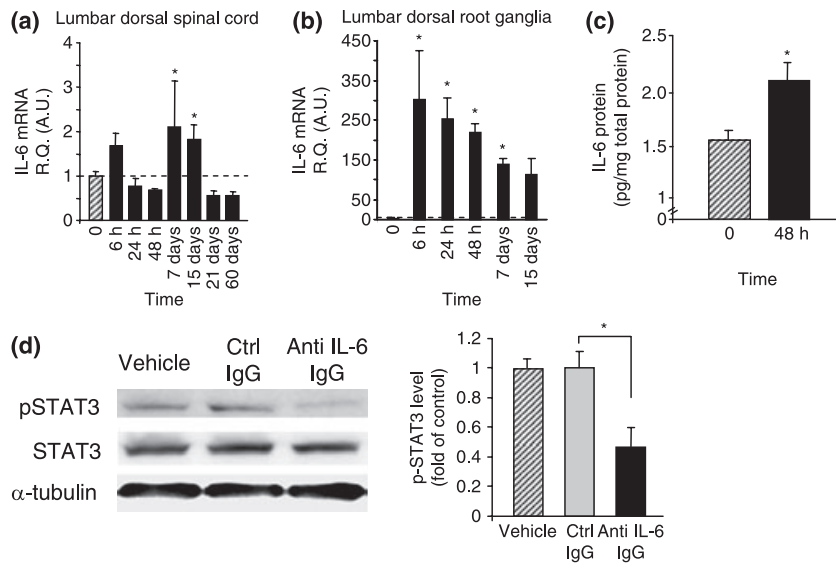 (a) Lumbar dorsal spinal cord
IL-6 mRNA
R.Q. (A.U.)
4
3
2
1
0
*
*
0
6 h
24 h
48 h
7 days
15 days
21 days
60 days
Time
(b) Lumbar dorsal root ganglia
IL-6 mRNA
R.Q. (A.U.)
450
350
300
250
200
150
100
50
0
*
*
*
*
0
6 h
24 h
48 h
7 days
15 days
Time
(c)
IL-6 protein
(pg/mg total protein)
2.5
2.0
1.5
1
0
*
0
48 h
Time
(d)
Vehicle
Ctrl
IgG
Anti IL-6
IgG
pSTAT3
STAT3
α-tubulin
p-STAT3 level
(fold of control)
1.2
1
0.8
0.6
0.4
0.2
0
*
Vehicle
Ctrl
IgG
Anti IL-6
IgG